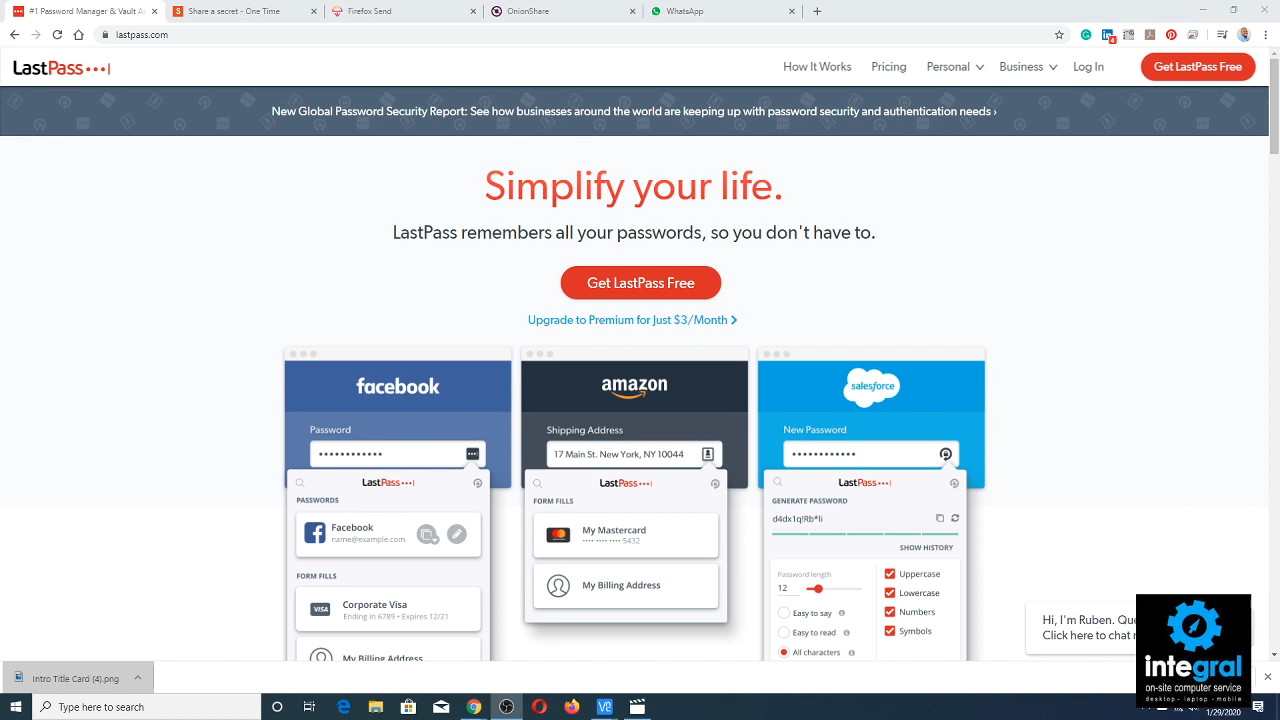 #1 Password Manager & Vault Ap
Share a secret - One Time
Firefox Send
OnionShare
WhatsApp
lastpass.com
4
LastPass
How It Works
Pricing
Personal
Business
Log In
Get LastPass Free
New Global Password Security Report: See how businesses around the world are keeping up with password security and authentication needs ›
Simplify your life.
LastPass remembers all your passwords, so you don't have to.
Get LastPass Free
Upgrade to Premium for Just $3/Month
facebook
Password
LastPass
PASSWORDS
Facebook
name@example.com
FORM FILLS
VISA
Corporate Visa
Ending in 6789 • Expires 12/21
My Billing Address
amazon
Shipping Address
17 Main St. New York, NY 10044
LastPass
FORM FILLS
My Mastercard
•••• •••• •••• 5432
My Billing Address
salesforce
New Password
LastPass
GENERATE PASSWORD
d4dx1q!Rb*li
SHOW HISTORY
Password length
12
Easy to say
Easy to read
All characters
Uppercase
Lowercase
Numbers
Symbols
Hi, I'm Ruben.
Click here to chat
integral
on-site computer service
desktop - laptop - mobile
Intro Title Card (4).png
Type here to search
1/29/2020